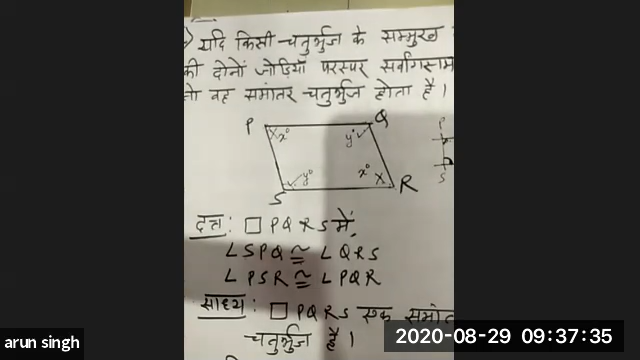 यदि किसी चतुर्भुज के सम्मुख
की दोनों जोड़ियाँ परस्पर सर्वांगसम
तो वह समांतर चतुर्भुज होता है।
P Q P
x° y°
y° x°
S R S
दत्त : □ PQRS में,
∠SPQ ≅ ∠QRS
∠PSR ≅ ∠PQR
साध्य : □ PQRS एक समांत
चतुर्भुज है।
arun singh
2020-08-29 09:37:35